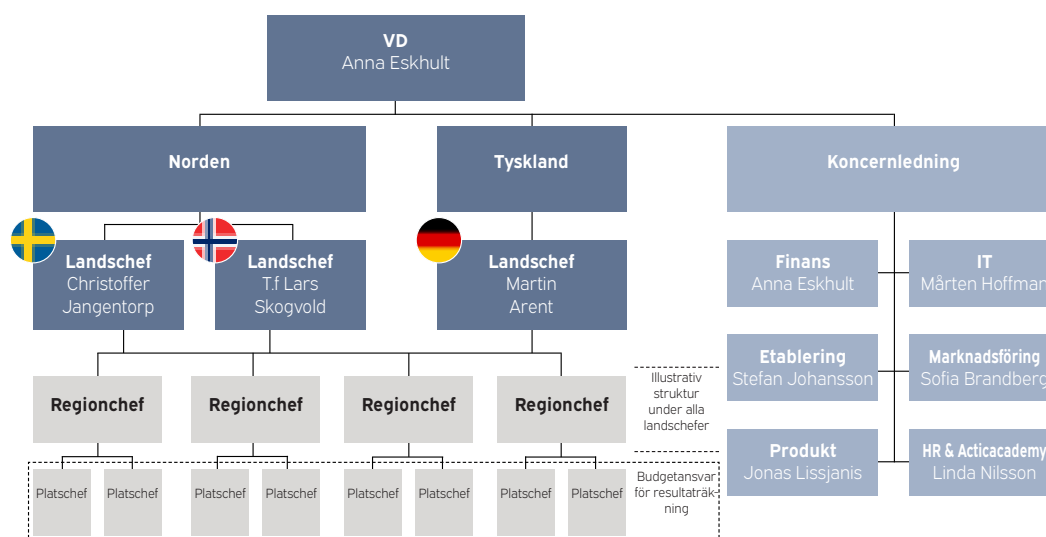 VD
Anna Eskhult
Norden
Tyskland
Koncernledning
Landschef
Christoffer
Jangentorp
Landschef
T.f Lars
Skogvold
Landschef
Martin
Arent
Finans
Anna Eskhult
IT
Mårten Hoffman
Etablering
Stefan Johansson
Marknadsföring
Sofia Brandberg
Produkt
Jonas Lissjanis
HR & Acticacademy
Linda Nilsson
Regionchef
Regionchef
Regionchef
Regionchef
Illustrativ
struktur
under alla
landschefer
Platschef
Platschef
Platschef
Platschef
Platschef
Platschef
Platschef
Platschef
Budgetansvar
för resultaträk-
ning